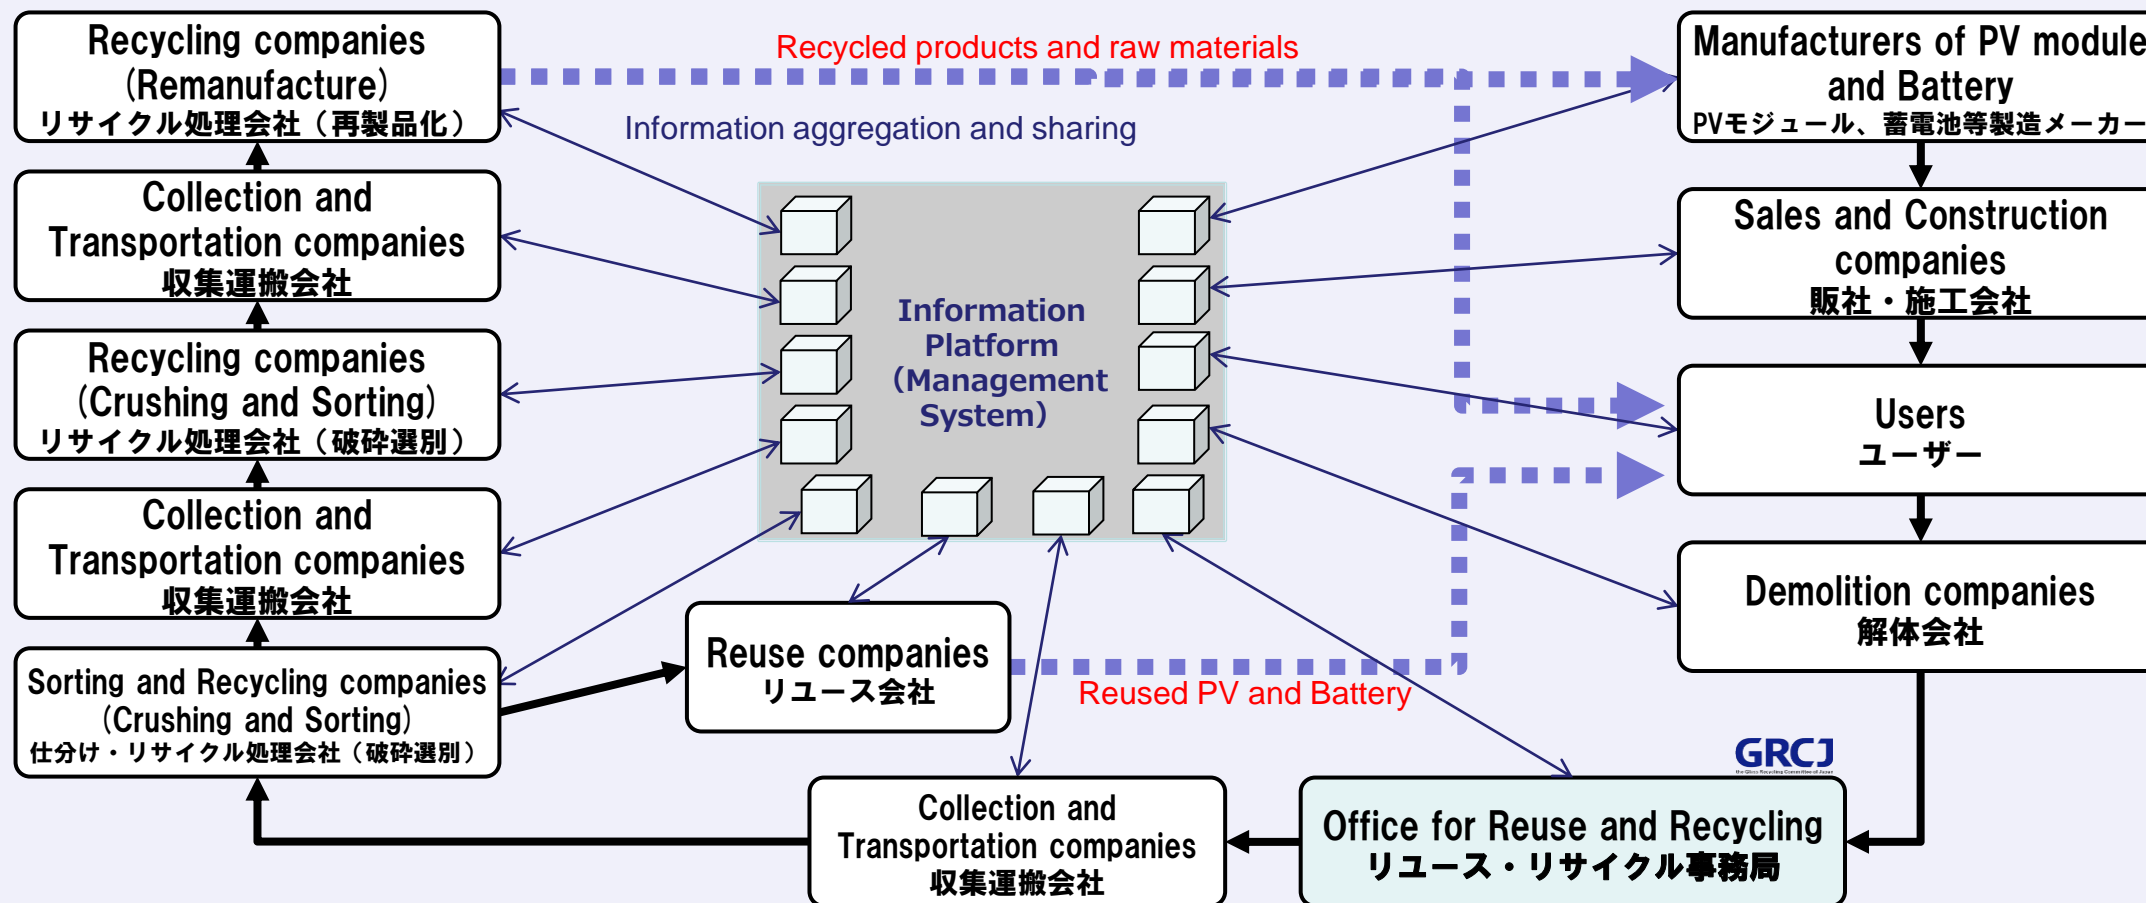 Recycling companies
(Remanufacture)
リサイクル処理会社（再製品化）
Recycled products and raw materials
Information aggregation and sharing
Manufacturers of PV module
and Battery
PVモジュール、蓄電池等製造メーカー
Collection and
Transportation companies
収集運搬会社
Sales and Construction
companies
販社・施工会社
Information
Platform
（Management
System）
Recycling companies
(Crushing and Sorting)
リサイクル処理会社（破砕選別）
Users
ユーザー
Collection and
Transportation companies
収集運搬会社
Demolition companies
解体会社
Sorting and Recycling companies
(Crushing and Sorting)
仕分け・リサイクル処理会社（破砕選別）
Reuse companies
リユース会社
Reused PV and Battery
GRCJ
the Glass Recycling Committee of Japan
Collection and
Transportation companies
収集運搬会社
Office for Reuse and Recycling
リユース・リサイクル事務局